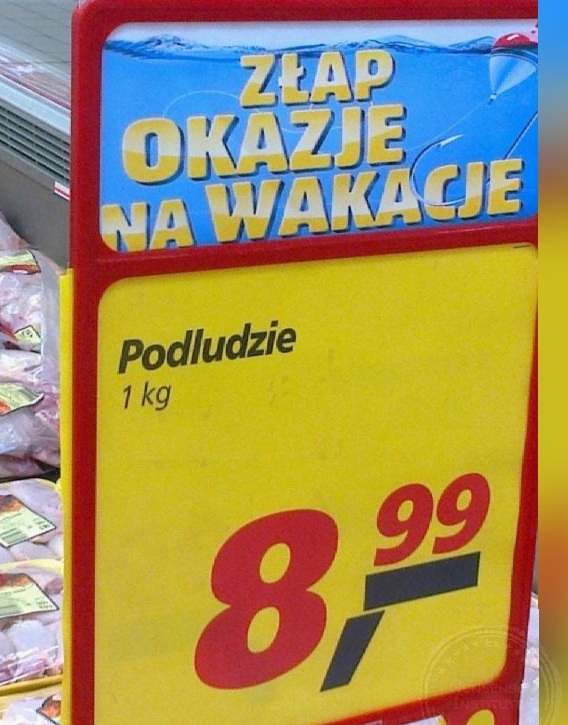 ZŁAP
OKAZJE
NA WAKACJE
Podludzie
1 kg
8,99